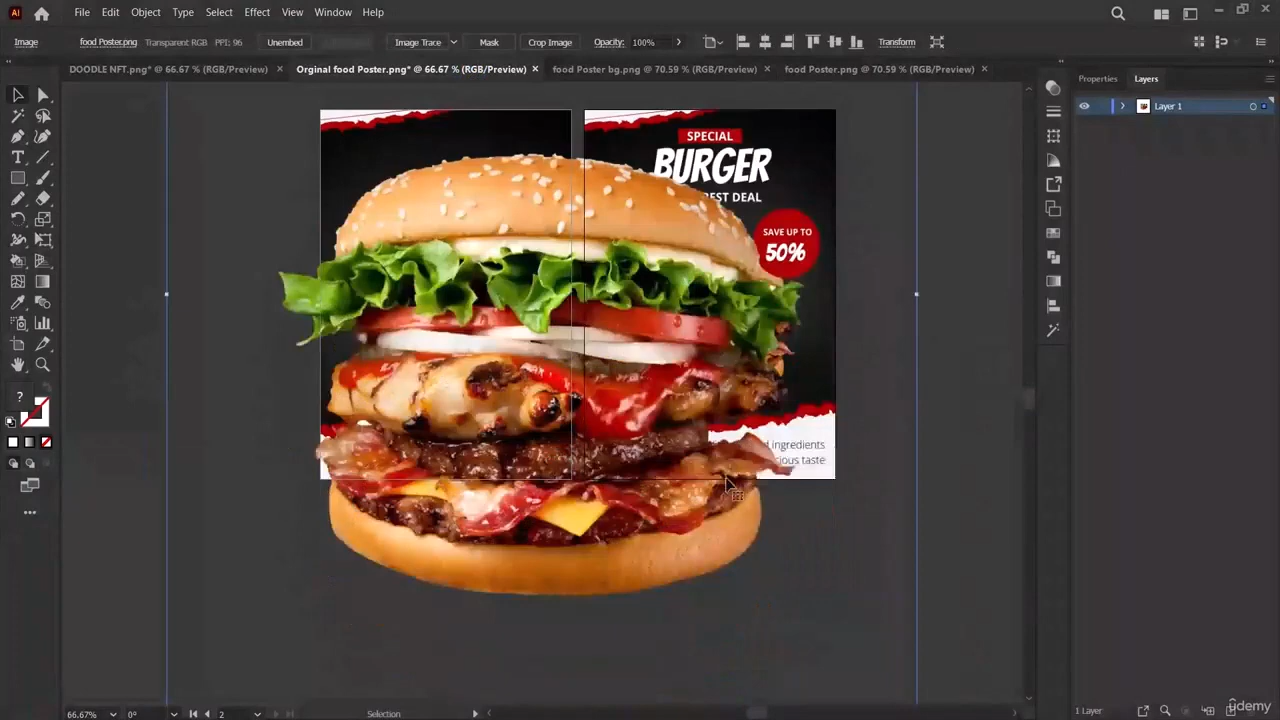 Ai
File Edit Object Type Select Effect View Window Help
Image food Poster.png Transparent RGB PPI: 96 Unembed Image Trace Mask Crop Image Opacity: 100% Transform
DOODLE NFT.png* @ 66.67 % (RGB/Preview) × Orginal food Poster.png* @ 66.67 % (RGB/Preview) × food Poster bg.png @ 70.59 % (RGB/Preview) × food Poster.png @ 70.59 % (RGB/Preview) ×
Properties Layers
Layer 1
SPECIAL
BURGER
BEST DEAL
SAVE UP TO
50%
ingredients
taste
?
66.67% 0° 2 Selection
1 Layer
ûdemy